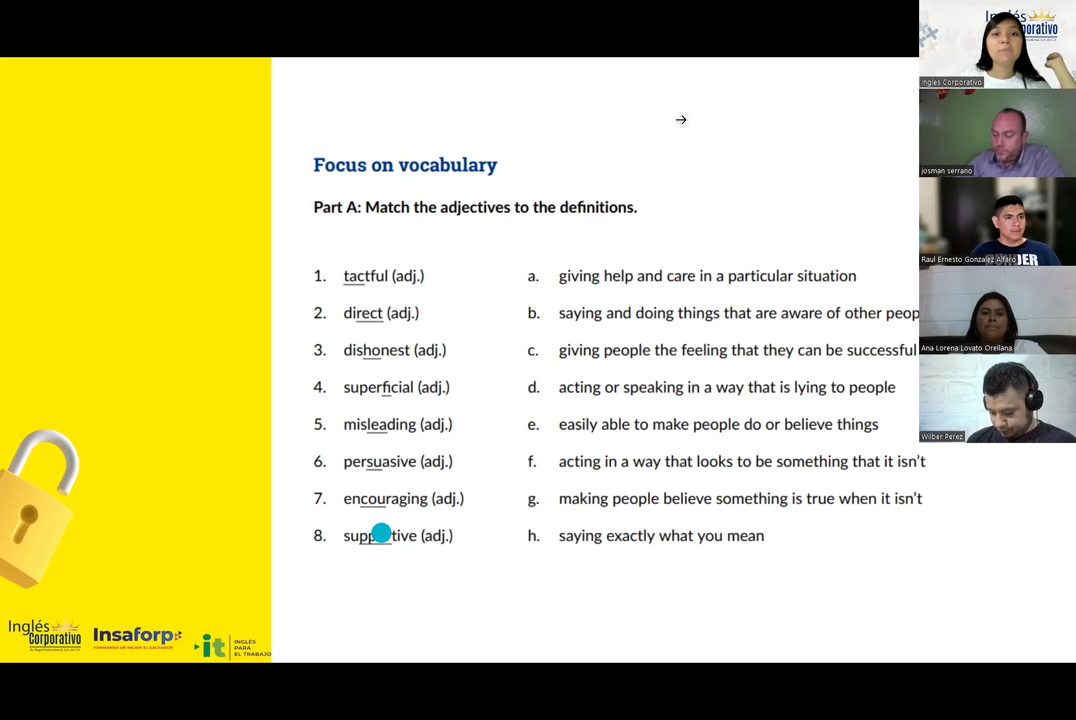 Focus on vocabulary
Part A: Match the adjectives to the definitions.
1. tactful (adj.) a. giving help and care in a particular situation
2. direct (adj.) b. saying and doing things that are aware of other
3. dishonest (adj.) c. giving people the feeling that they can be successful
4. superficial (adj.) d. acting or speaking in a way that is lying to people
5. misleading (adj.) e. easily able to make people do or believe things
6. persuasive (adj.) f. acting in a way that looks to be something that it isn't
7. encouraging (adj.) g. making people believe something is true when it isn't
8. (adj.) h. saying exactly what you mean
Inglés
Corporativo
Insaforp
FORMANDO UN MEJOR EL SALVADOR
it
INGLÉS
PARA
EL TRABAJO
Inglés Corporativo
josman serrano
Raul Ernesto Gonzalez Alfaro
Ana Lorena Lovato Orellana
Wilber Perez